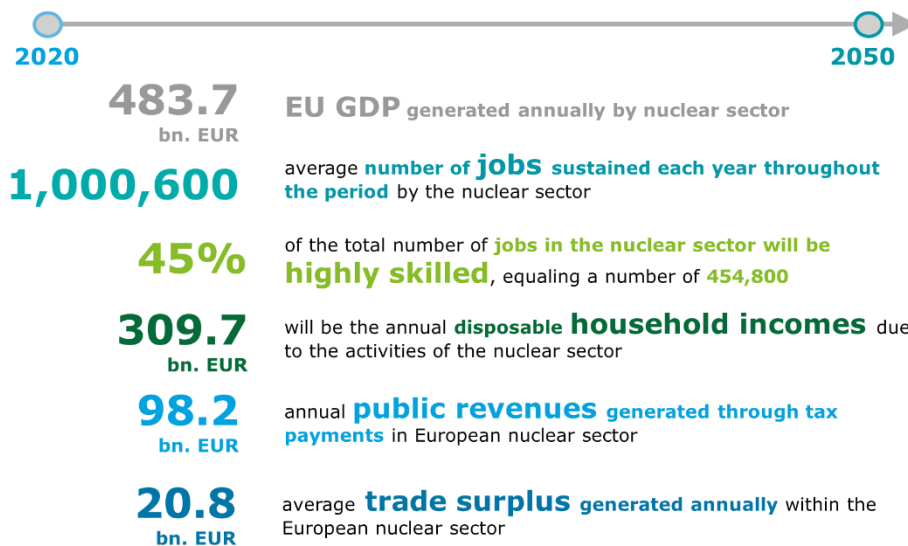 2020
2050
483.7
bn. EUR
EU GDP generated annually by nuclear sector
1,000,600
average number of jobs sustained each year throughout
the period by the nuclear sector
45%
of the total number of jobs in the nuclear sector will be
highly skilled, equaling a number of 454,800
309.7
bn. EUR
will be the annual disposable household incomes due
to the activities of the nuclear sector
98.2
bn. EUR
annual public revenues generated through tax
payments in European nuclear sector
20.8
bn. EUR
average trade surplus generated annually within the
European nuclear sector